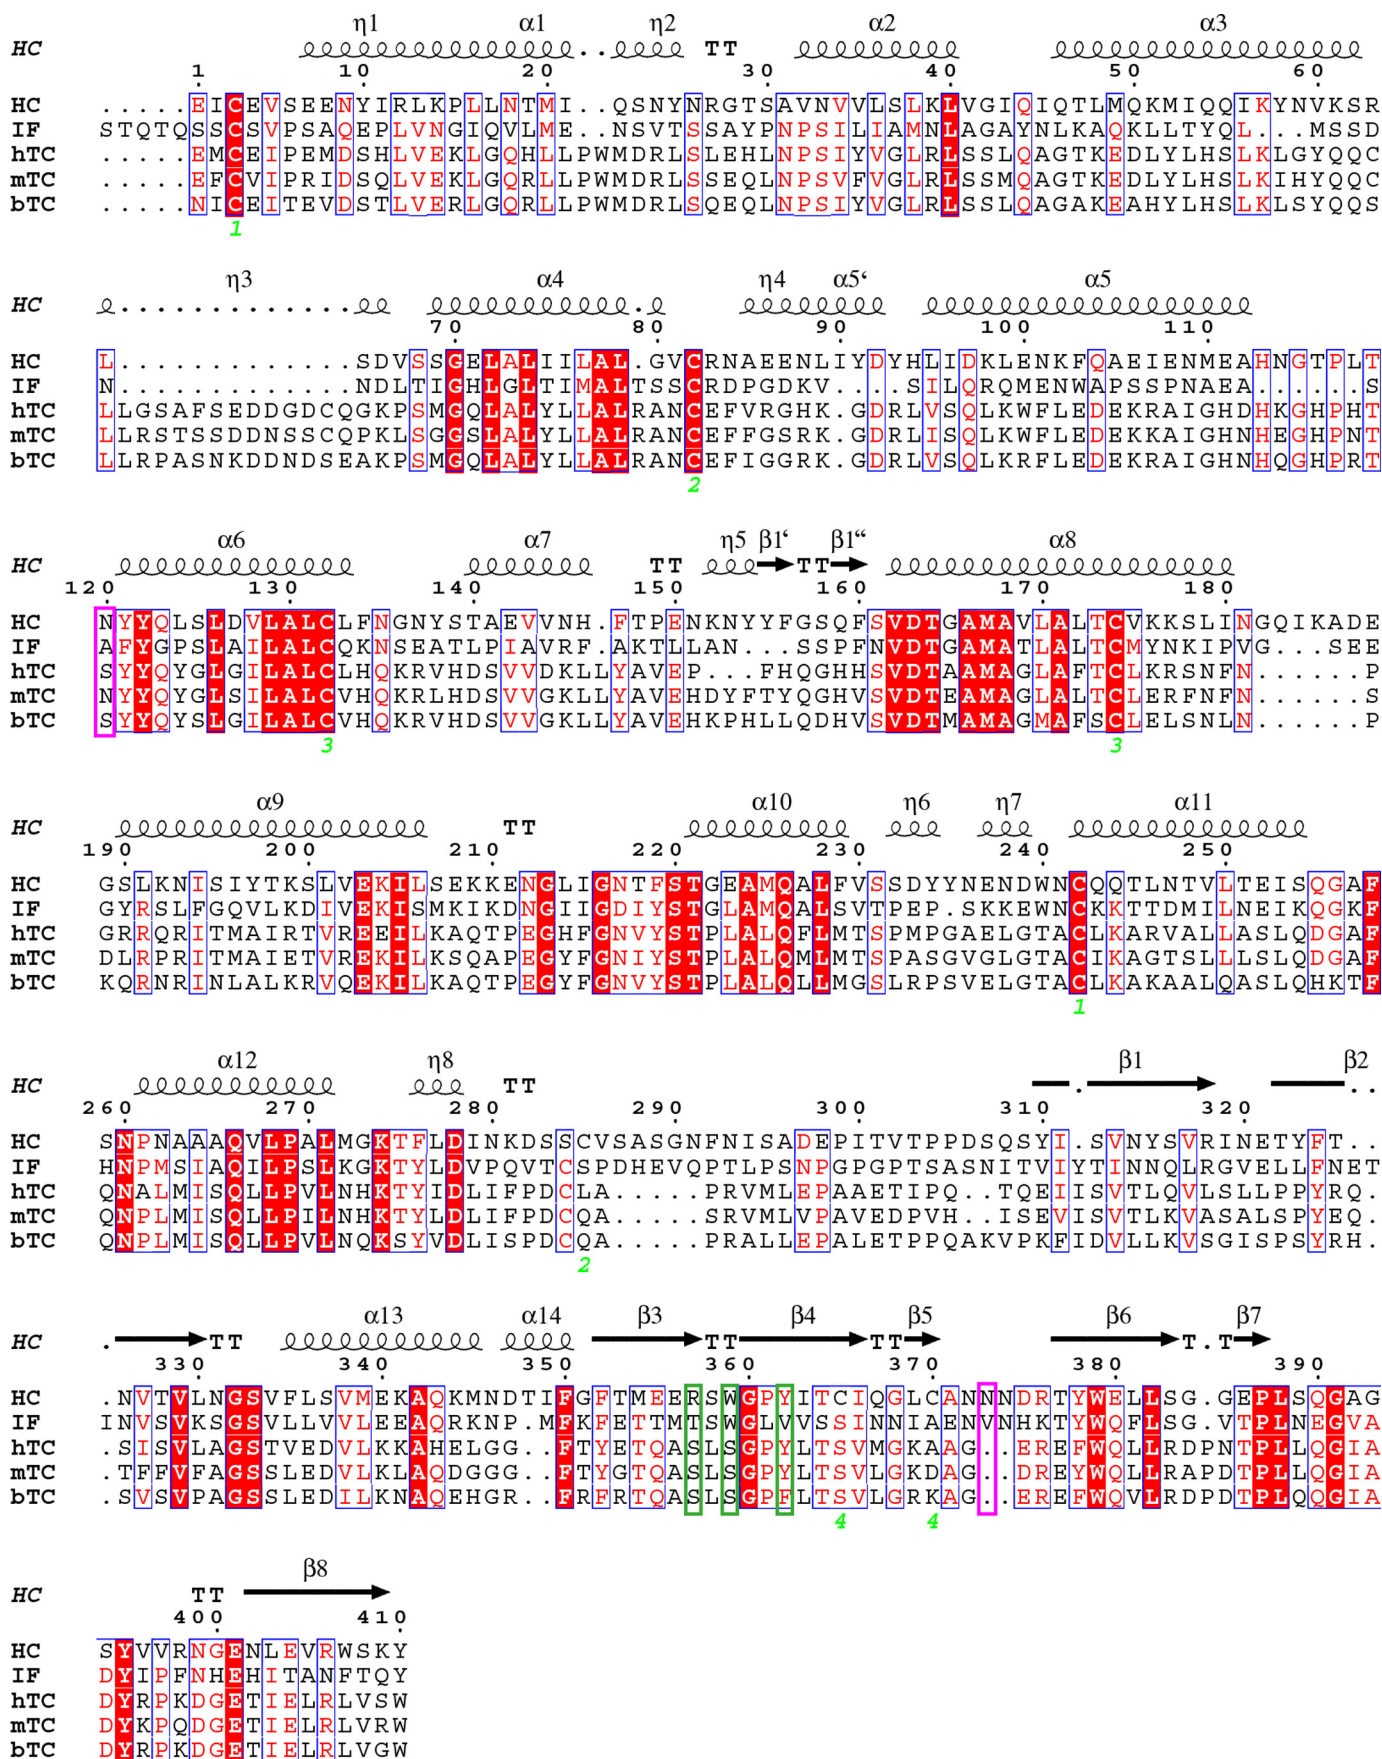 η1 α1 η2 α2 α3
HC .. TT
1 10 20 30 40 50 60
HC .....EICEVSEENYIRLKPLLNTMI..QSNYNRGTSAVNVVLSLKLVGIQIQTLMQKMIQQIKYNVKSR
IF STQTQSSCSVPSAQEPLVNGIQVLME..NSVTSSAYPNPSILIAMNLAGAYNLKAQKLLTYQL...MSSD
hTC .....EMCEIPEMDSHLVEKLGQHLLPWMDRLSLEHLNPSIYVGLRLSSLQAGTKEDLYLHSLKLGYQQC
mTC .....EFCVIPRIDSQLVEKLGQRLLPWMDRLSSEQLNPSVFVGLRLSSMQAGTKEDLYLHSLKIHYQQC
bTC .....NICEITEVDSTLVERLGQRLLPWMDRLSQEQLNPSIYVGLRLSSLQAGAKEAHYLHSLKLSYQQS
1
η3 α4 η4 α5‘ α5
HC ............. .
70 80 90 100 110
HC L.............SDVSSGELALIILAL.GVCRNAEENLIYDYHLIDKLENKFQAEIENMEAHNGTPLT
IF N.............NDLTIGHLGLTIMALTSSCRDPGDKV....SILQRQMENWAPSSPNAEA......S
hTC LLGSAFSEDDGDCQGKPSMGQLALYLLALRANCEFVRGHK.GDRLVSQLKWFLEDEKRAIGHDHKGHPHT
mTC LLRSTSSDDNSSCQPKLSGGSLALYLLALRANCEFFGSRK.GDRLISQLKWFLEDEKKAIGHNHEGHPNT
bTC LLRPASNKDDNDSEAKPSMGQLALYLLALRANCEFIGGRK.GDRLVSQLKRFLEDEKRAIGHNHQGHPRT
2
α6 α7 η5 β1‘ β1“ α8
HC TT TT
120 130 140 150 160 170 180
HC NYYQLSLDVLALCLFNGNYSTAEVVNH.FTPENKNYYFGSQFSVDTGAMAVLALTCVKKSLINGQIKADE
IF AFYGPSLAILALCQKNSEATLPIAVRF.AKTLLAN...SSPFNVDTGAMATLALTCMYNKIPVG...SEE
hTC SYYQYGLGILALCLHQKRVHDSVVDKLLYAVEP...FHQGHHSVDTAAMAGLAFTCLKRSNFN......P
mTC NYYQYGLSILALCVHQKRLHDSVVGKLLYAVEHDYFTYQGHVSVDTEAMAGLALTCLERFNFN......S
bTC SYYQYSLGILALCVHQKRVHDSVVGKLLYAVEHKPHLLQDHVSVDTMAMAGMAFSCLELSNLN......P
3 3
α9 α10 η6 η7 α11
HC TT
190 200 210 220 230 240 250
HC GSLKNISIYTKSLVEKILSEKKENGLIGNTFSTGEAMQALFVSSDYYNENDWNCQQTLNTVLTEISQGAF
IF GYRSLFGQVLKDIVEKISMKIKDNGIIGDIYSTGLAMQALSVTPEP.SKKEWNCKKTTDMILNEIKQGKF
hTC GRRQRITMAIRTVREEILKAQTPEGHFGNVYSTPLALQFLMTSPMPGAELGTACLKARVALLASLQDGAF
mTC DLRPRITMAIETVREKILKSQAPEGYFGNIYSTPLALQMLMTSPASGVGLGTACIKAGTSLLLSLQDGAF
bTC KQRNRINLALKRVQEKILKAQTPEGYFGNVYSTPLALQLLMGSLRPSVELGTACLKAKAALQASLQHKTF
1
α12 η8 β1 β2
HC TT . ..
260 270 280 290 300 310 320
HC SNPNAAAQVLPALMGKTFLDINKDSSCVSASGNFNISADEPITVTPPDSQSYI.SVNYSVRINETYFT..
IF HNPMSIAQILPSLKGKTYLDVPQVTCSPDHEVQPTLPSNPGPGPTSASNITVIYTINNQLRGVELLFNET
hTC QNALMISQLLPVLNHKTYIDLIFPDCLA.....PRVMLEPAAETIPQ..TQEIISVTLQVLSLLPPYRQ.
mTC QNPLMISQLLPILNHKTYLDLIFPDCQA.....SRVMLVPAVEDPVH..ISEVISVTLKVASALSPYEQ.
bTC QNPLMISQLLPVLNQKSYVDLISPDCQA.....PRALLEPALETPPQAKVPKFIDVLLKVSGISPSYRH.
2
α13 α14 β3 β4 β5 β6 β7
HC . TT TT TT T.T
330 340 350 360 370 380 390
HC .NVTVLNGSVFLSVMEKAQKMNDTIFGFTMEERSWGPYITCIQGLCANNNDRTYWELLSG.GEPLSQGAG
IF INVSVKSGSVLLVVLEEAQRKNP.MFKFETTMTSWGLVVSSINNIAENVNHKTYWQFLSG.VTPLNEGVA
hTC .SISVLAGSTVEDVLKKAHELGG..FTYETQASLSGPYLTSVMGKAAG..EREFWQLLRDPNTPLLQGIA
mTC .TFFVFAGSSLEDVLKLAQDGGG..FTYGTQASLSGPYLTSVLGKDAG..DREYWQLLRAPDTPLLQGIA
bTC .SVSVPAGSSLEDILKNAQEHGR..FRFRTQASLSGPFLTSVLGRKAG..EREFWQVLRDPDTPLQQGIA
4 4
β8
HC TT
400 410
HC SYVVRNGENLEVRWSKY
IF DYIPFNHEHITANFTQY
hTC DYRPKDGETIELRLVSW
mTC DYKPQDGETIELRLVRW
bTC DYRPKDGETIELRLVGW